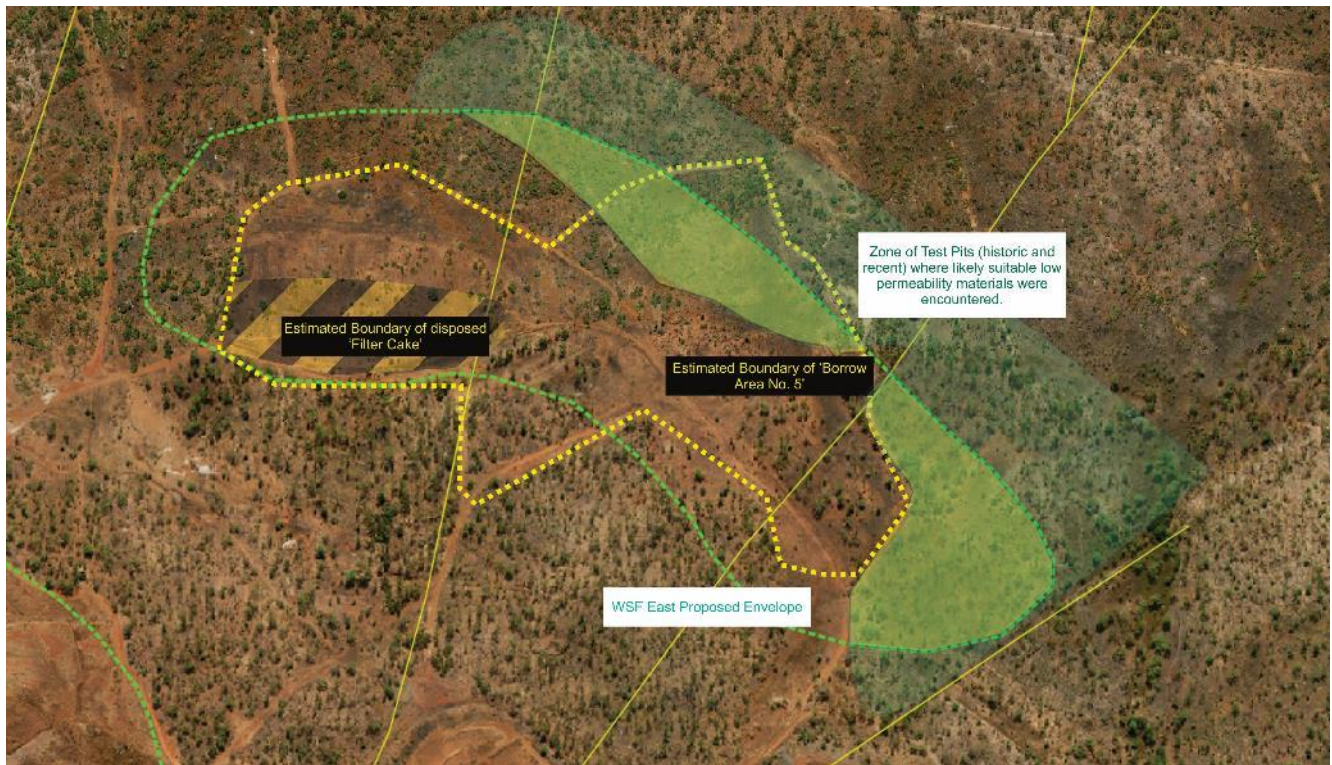 Zone of Test Pits (historic and
recent) where likely suitable low
permeability materials were
encountered.
Estimated Boundary of disposed
'Filter Cake'
Estimated Boundary of 'Borrow
Area No. 5'
WSF East Proposed Envelope